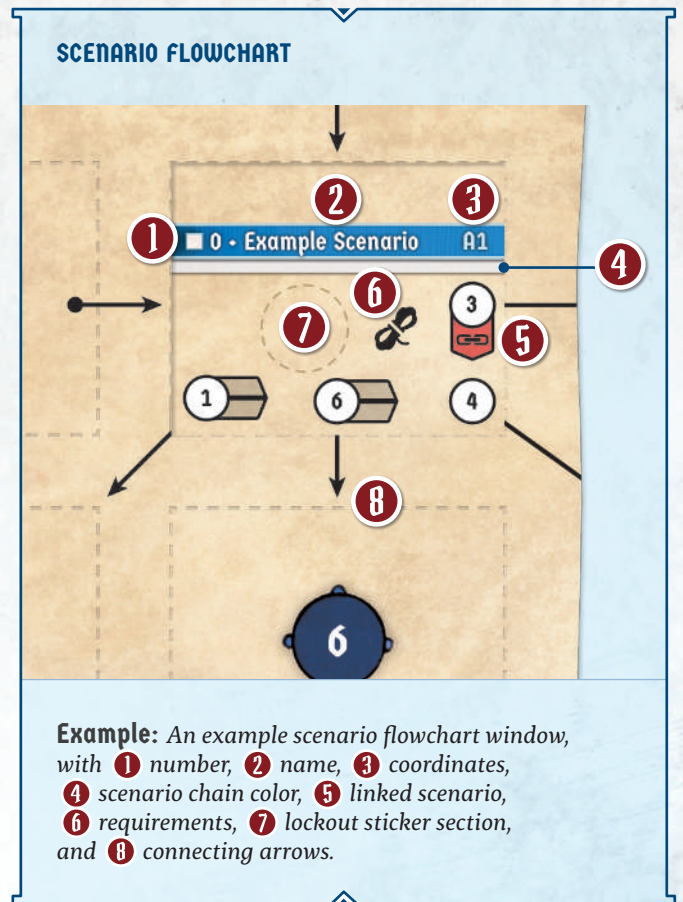 SCENARIO FLOWCHART
2 3
1 0 • Example Scenario A1
4
6 3
7 5
1 6 4
8
6
Example: An example scenario flowchart window,
with 1 number, 2 name, 3 coordinates,
4 scenario chain color, 5 linked scenario,
6 requirements, 7 lockout sticker section,
and 8 connecting arrows.